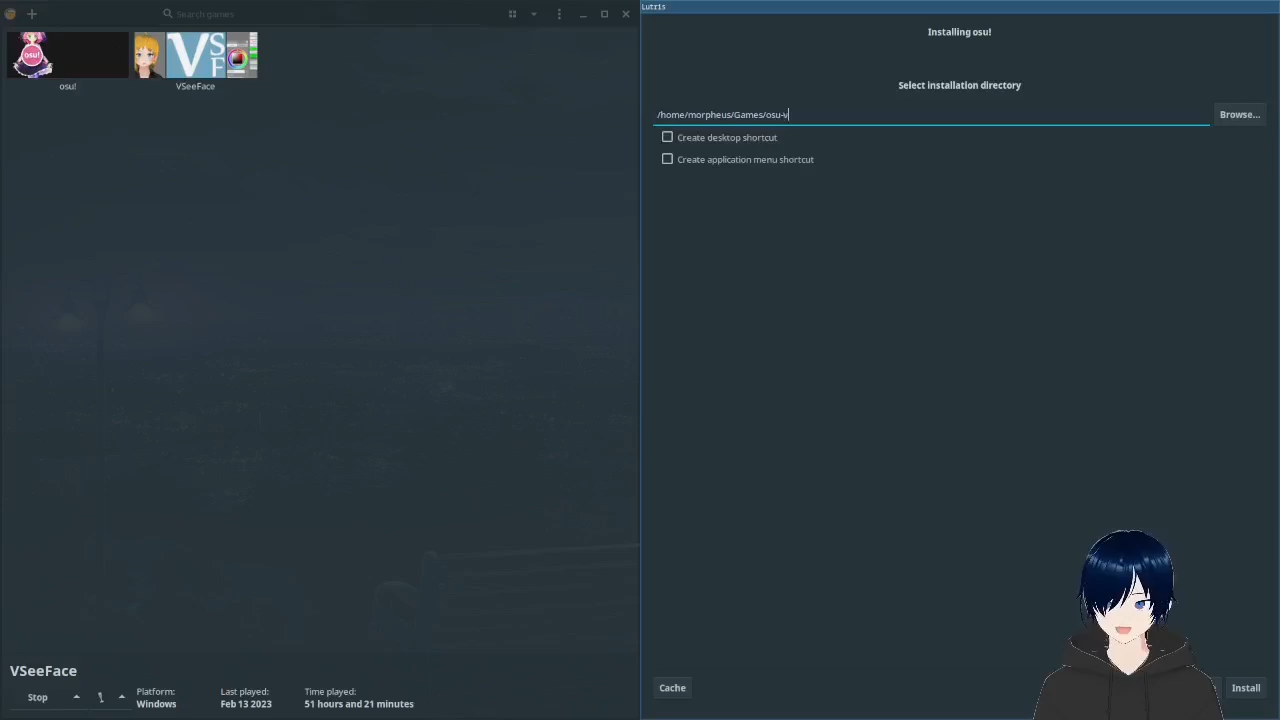 Search games
osu!
VSeeFace
VSeeFace
Stop
Platform:
Windows
Last played:
Feb 13 2023
Time played:
51 hours and 21 minutes
Lutris
Installing osu!
Select installation directory
/home/morpheus/Games/osu-v
Browse...
Create desktop shortcut
Create application menu shortcut
Cache
Install
osu!
VSF